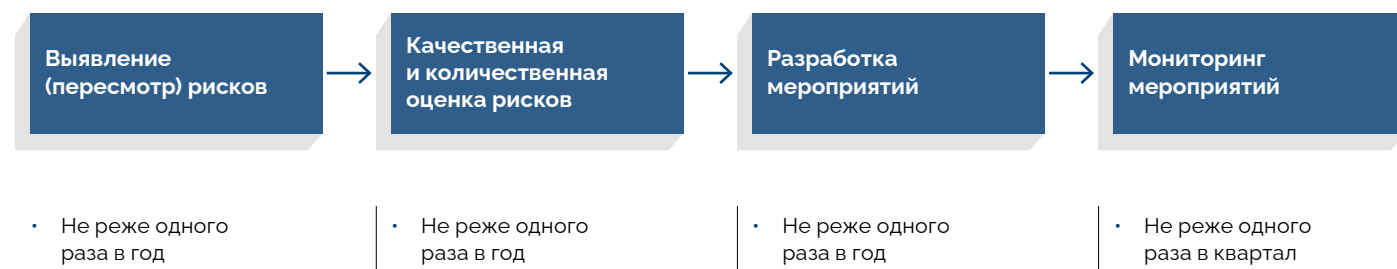 Выявление
(пересмотр) рисков
Качественная
и количественная
оценка рисков
Разработка
мероприятий
Мониторинг
мероприятий
• Не реже одного
раза в год
• Не реже одного
раза в год
• Не реже одного
раза в год
• Не реже одного
раза в квартал